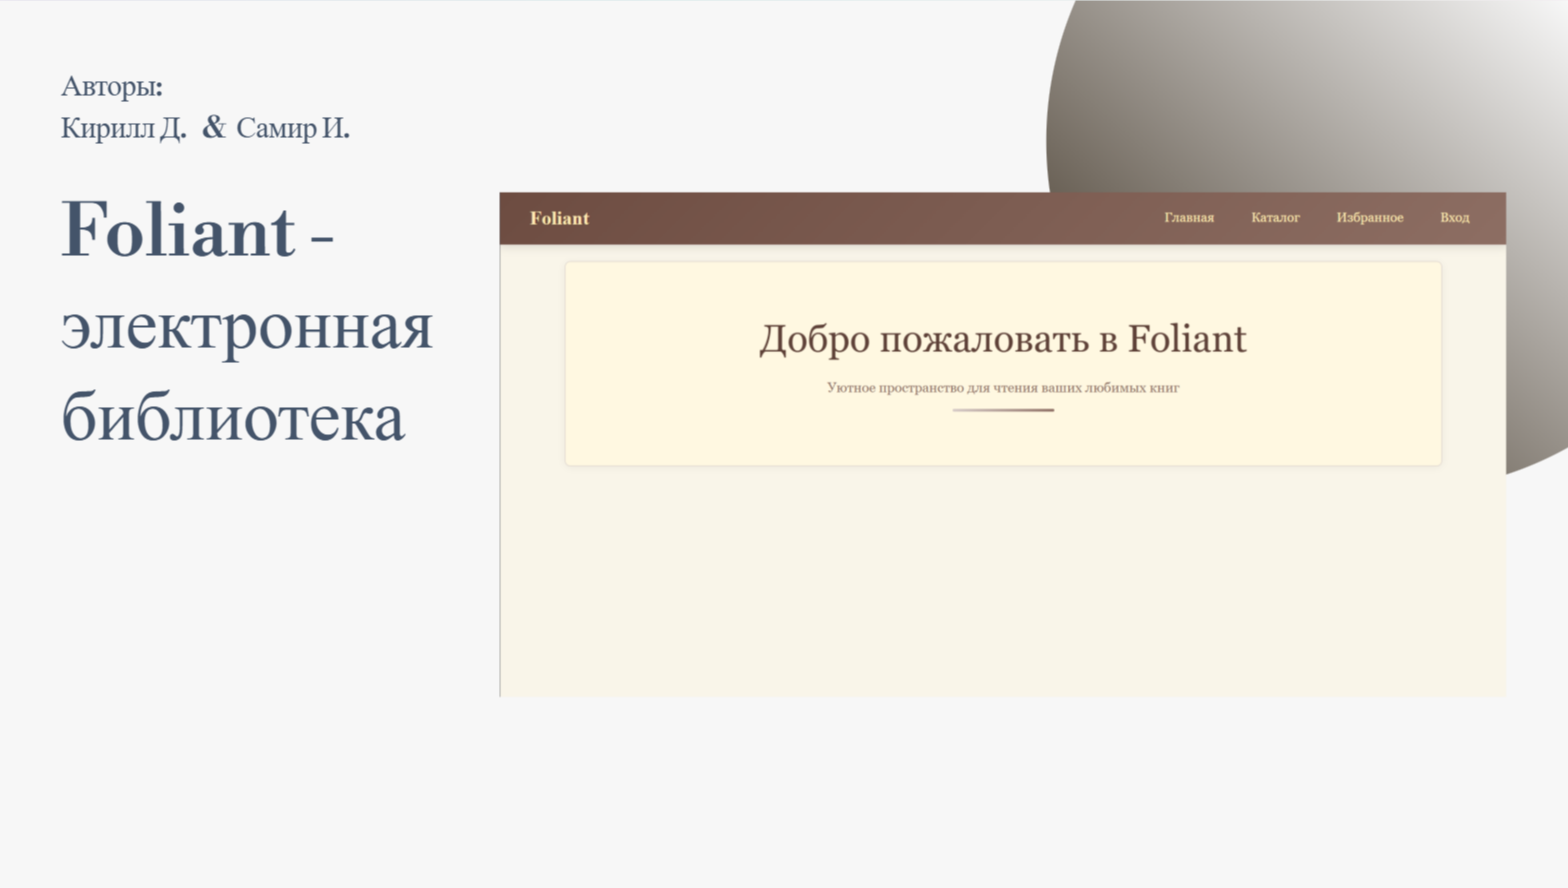 Авторы:
Кирилл Д. & Самир И.
Foliant –
электронная
библиотека
Foliant
Главная
Каталог
Избранное
Вход
Добро пожаловать в Foliant
Уютное пространство для чтения ваших любимых книг